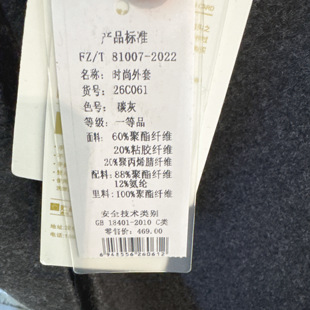 产品标准
FZ/T 81007-2022
名称: 时尚外套
货号: 26C061
色号: 碳灰
等级: 一等品
面料: 60%聚酯纤维
20%粘胶纤维
20%聚丙烯腈纤维
配料: 88%聚酯纤维
12%氨纶
里料: 100%聚酯纤维
安全技术类别
GB 18401-2010 C类
零售价: 469.00